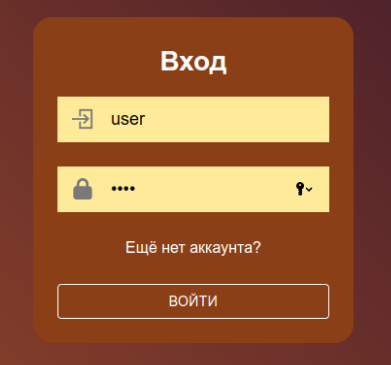 Вход
user
••••
Ещё нет аккаунта?
ВОЙТИ